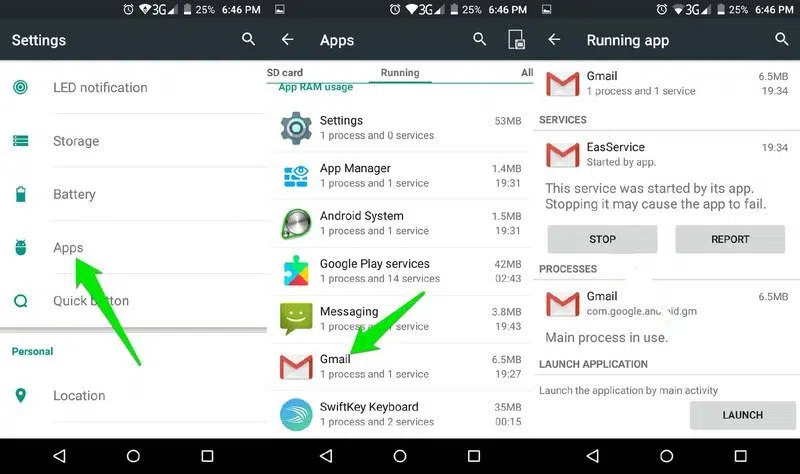 3G 25% 6:46 PM
Settings
LED notification
Storage
Battery
Apps
Quick button
Personal
Location
3G 25% 6:46 PM
Apps
SD card Running All
App RAM usage
Settings 53MB
1 process and 0 services
App Manager 1.4MB
1 process and 1 service 19:31
Android System 1.5MB
1 process and 1 service 19:31
Google Play services 42MB
1 process and 14 services 02:43
Messaging 3.8MB
1 process and 1 service 19:43
Gmail 6.5MB
1 process and 1 service 19:27
SwiftKey Keyboard 35MB
1 process and 2 services 00:15
3G 25% 6:46 PM
Running app
Gmail 6.5MB
1 process and 1 service 19:34
SERVICES
EasService 19:34
Started by app.
This service was started by its app.
Stopping it may cause the app to fail.
STOP REPORT
PROCESSES
Gmail 6.5MB
com.google.android.gm
Main process in use.
LAUNCH APPLICATION
Launch the application by main activity
LAUNCH